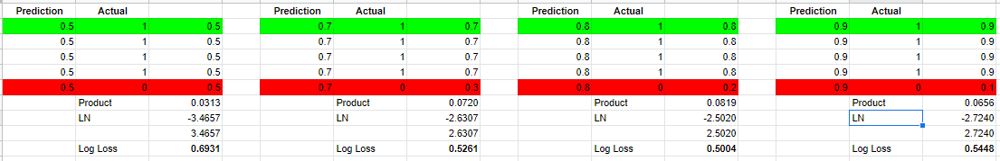 Prediction Actual Prediction Actual Prediction Actual Prediction Actual
0.5 1 0.5 0.7 1 0.7 0.8 1 0.8 0.9 1 0.9
0.5 1 0.5 0.7 1 0.7 0.8 1 0.8 0.9 1 0.9
0.5 1 0.5 0.7 1 0.7 0.8 1 0.8 0.9 1 0.9
0.5 1 0.5 0.7 1 0.7 0.8 1 0.8 0.9 1 0.9
0.5 0 0.5 0.7 0 0.3 0.8 0 0.2 0.9 0 0.1
Product 0.0313 Product 0.0720 Product 0.0819 Product 0.0656
LN -3.4657 LN -2.6307 LN -2.5020 LN -2.7240
3.4657 2.6307 2.5020 2.7240
Log Loss 0.6931 Log Loss 0.5261 Log Loss 0.5004 Log Loss 0.5448